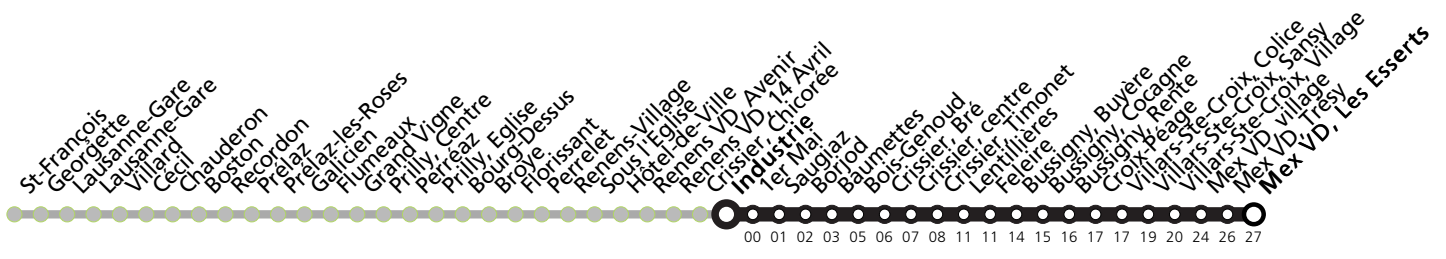 St-François
Georgette
Lausanne-Gare
Lausanne-Gare
Villard
Cécil
Chauderon
Boston
Recordon
Prélaz
Prélaz-les-Roses
Galicien
Flumeaux
Grand Vigne
Prilly, Centre
Perréaz
Prilly, Eglise
Bourg-Dessus
Broye
Florissant
Perrelet
Renens-Village
Sous l'Eglise
Hôtel-de-Ville
Renens VD, Avenir
Renens VD, 14 Avril
Crissier, Chicorée
Industrie
1er Mai
Sauglaz
Borjod
Baumettes
Bois-Genoud
Crissier, Bré
Crissier, centre
Crissier, Timonet
Lentillières
Faleire
Bussigny, Buyère
Bussigny, Cocagne
Bussigny, Rente
Croix-Péage
Villars-Ste-Croix, Colice
Villars-Ste-Croix, Sansy
Villars-Ste-Croix, Village
Mex VD, village
Mex VD, Trésy
Mex VD, Les Esserts
00 01 02 03 05 06 07 08 11 11 14 15 16 17 17 19 20 24 26 27